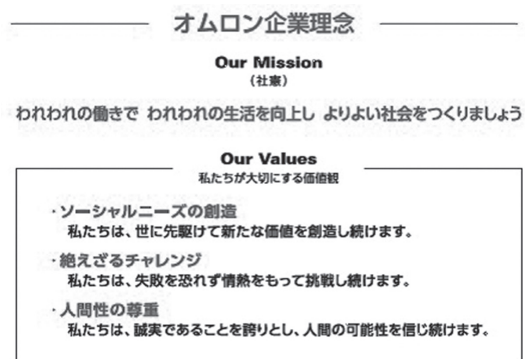 オムロン企業理念
Our Mission
(社憲)
われわれの働きで われわれの生活を向上し よりよい社会をつくりましょう
Our Values
私たちが大切にする価値観
・ソーシャルニーズの創造
私たちは、世に先駆けて新たな価値を創造し続けます。
・絶えざるチャレンジ
私たちは、失敗を恐れず情熱をもって挑戦し続けます。
・人間性の尊重
私たちは、誠実であることを誇りとし、人間の可能性を信じ続けます。